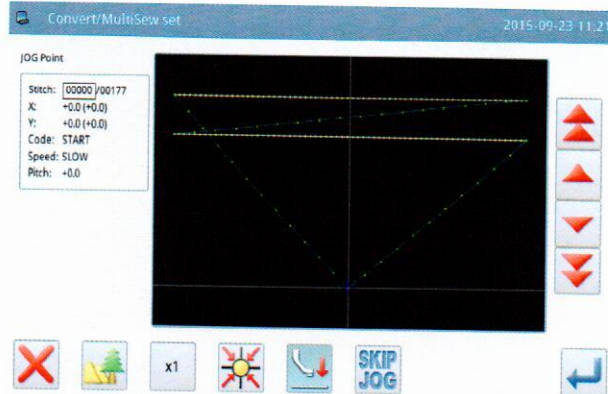 Convert/MultiSew set
2015-09-23 11:21
JOG Point
Stitch: 00000/00177
X: +0.0 (+0.0)
Y: +0.0 (+0.0)
Code: START
Speed: SLOW
Pitch: +0.0
x1
SKIP
JOG